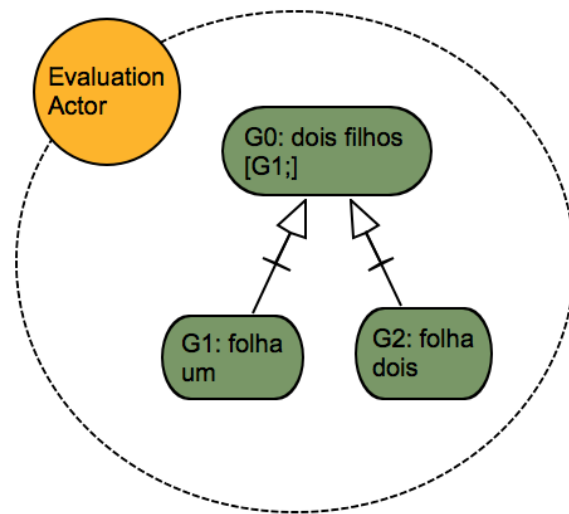 Evaluation
Actor
G0: dois filhos
[G1;]
G1: folha
um
G2: folha
dois